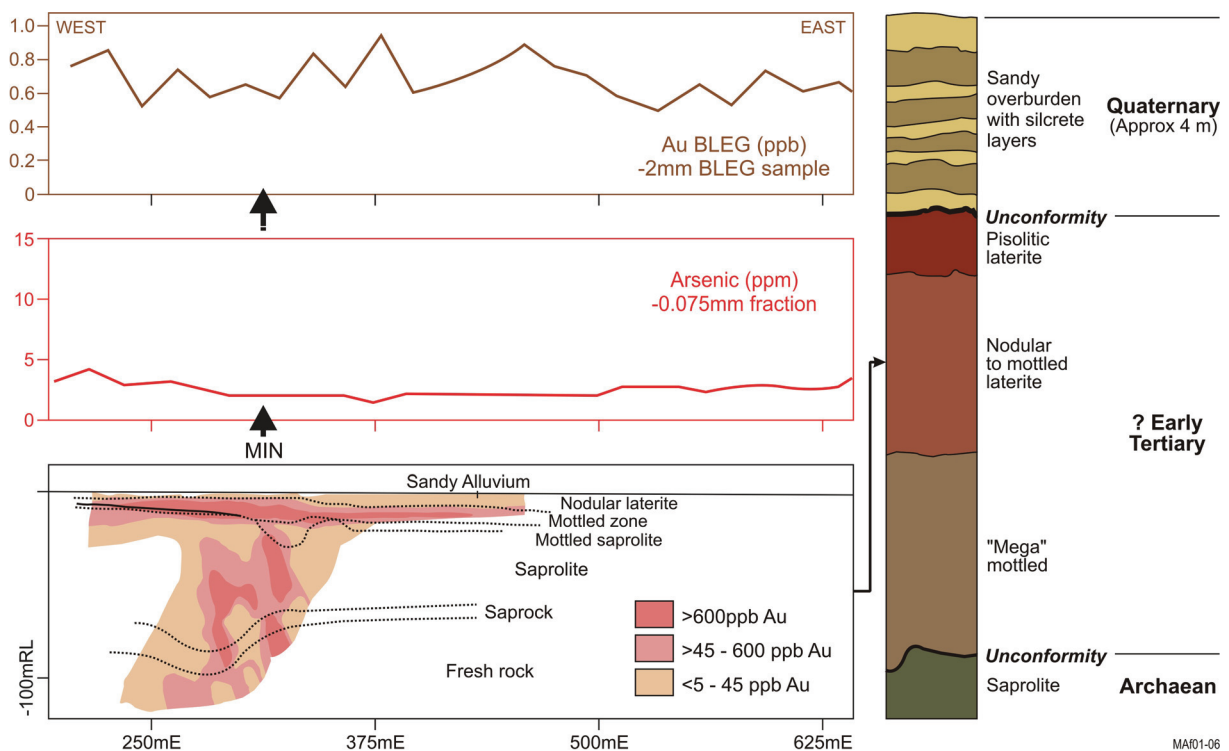 WEST
EAST
1.0
0.8
0.6
0.4
0.2
0
Au BLEG (ppb)
-2mm BLEG sample
250mE
375mE
500mE
625mE
15
10
5
0
Arsenic (ppm)
-0.075mm fraction
MIN
Sandy Alluvium
Nodular laterite
Mottled zone
Mottled saprolite
Saprolite
Saprock
Fresh rock
>600ppb Au
>45 - 600 ppb Au
<5 - 45 ppb Au
-100mRL
Sandy
overburden
with silcrete
layers
Quaternary
(Approx 4 m)
Unconformity
Pisolitic
laterite
Nodular
to mottled
laterite
? Early
Tertiary
"Mega"
mottled
Unconformity
Saprolite
Archaean
MAf01-06